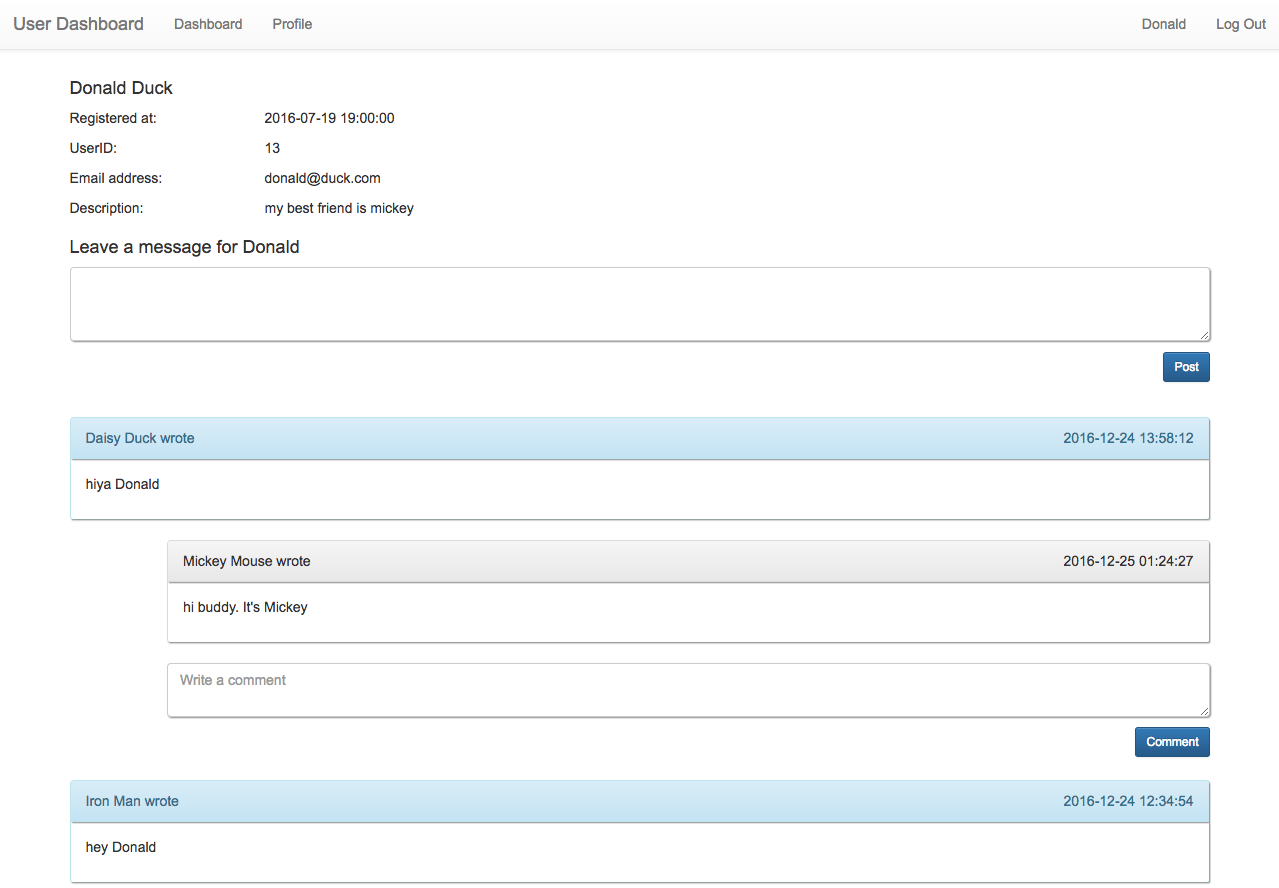 User Dashboard Dashboard Profile Donald Log Out
Donald Duck
Registered at: 2016-07-19 19:00:00
UserID: 13
Email address: donald@duck.com
Description: my best friend is mickey
Leave a message for Donald
Post
Daisy Duck wrote 2016-12-24 13:58:12
hiya Donald
Mickey Mouse wrote 2016-12-25 01:24:27
hi buddy. It's Mickey
Write a comment
Comment
Iron Man wrote 2016-12-24 12:34:54
hey Donald